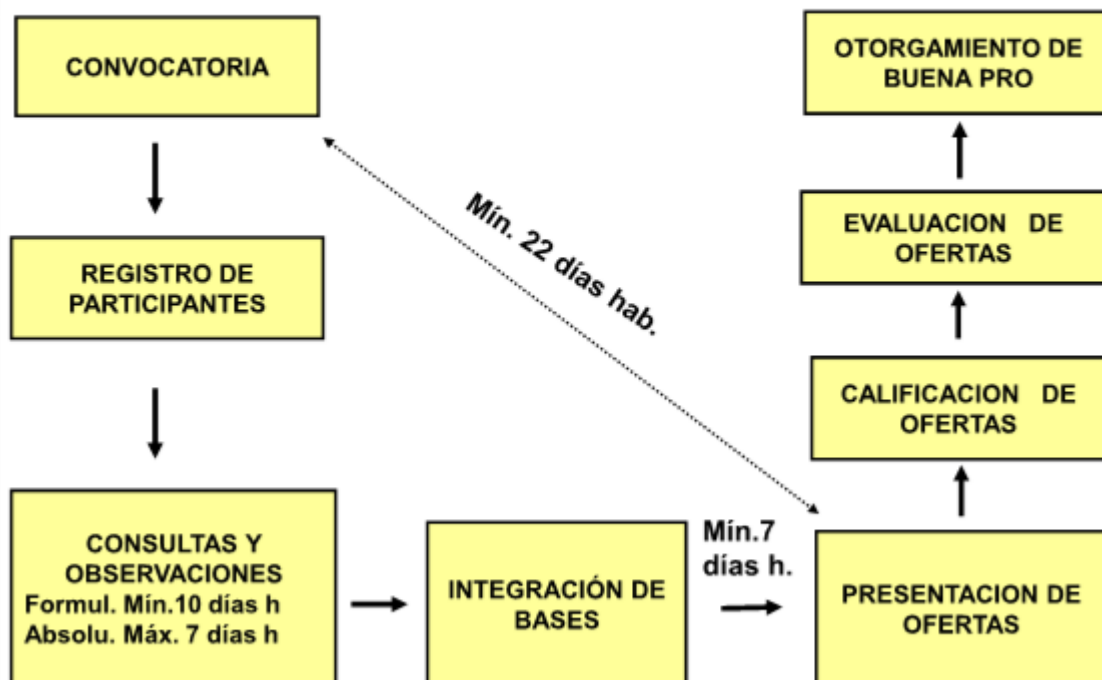 CONVOCATORIA
REGISTRO DE
PARTICIPANTES
CONSULTAS Y
OBSERVACIONES
Formul. Mín.10 días h
Absolu. Máx. 7 días h
INTEGRACIÓN DE
BASES
Mín.7
días h.
Mín. 22 días hab.
PRESENTACION DE
OFERTAS
CALIFICACION DE
OFERTAS
EVALUACION DE
OFERTAS
OTORGAMIENTO DE
BUENA PRO